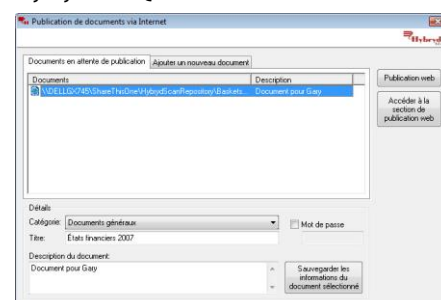 Publication de documents via Internet
Hybryd
Documents en attente de publication Ajouter un nouveau document
Documents Description
\\DELLGX745\ShareThisOne\HybrydScanRepository\Baskets... Document pour Gary
Publication web
Accéder à la
section de
publication web
Détails
Catégorie: Documents généraux Mot de passe
Titre: États financiers 2007
Description du document:
Document pour Gary
Sauvegarder les
informations du
document sélectionné